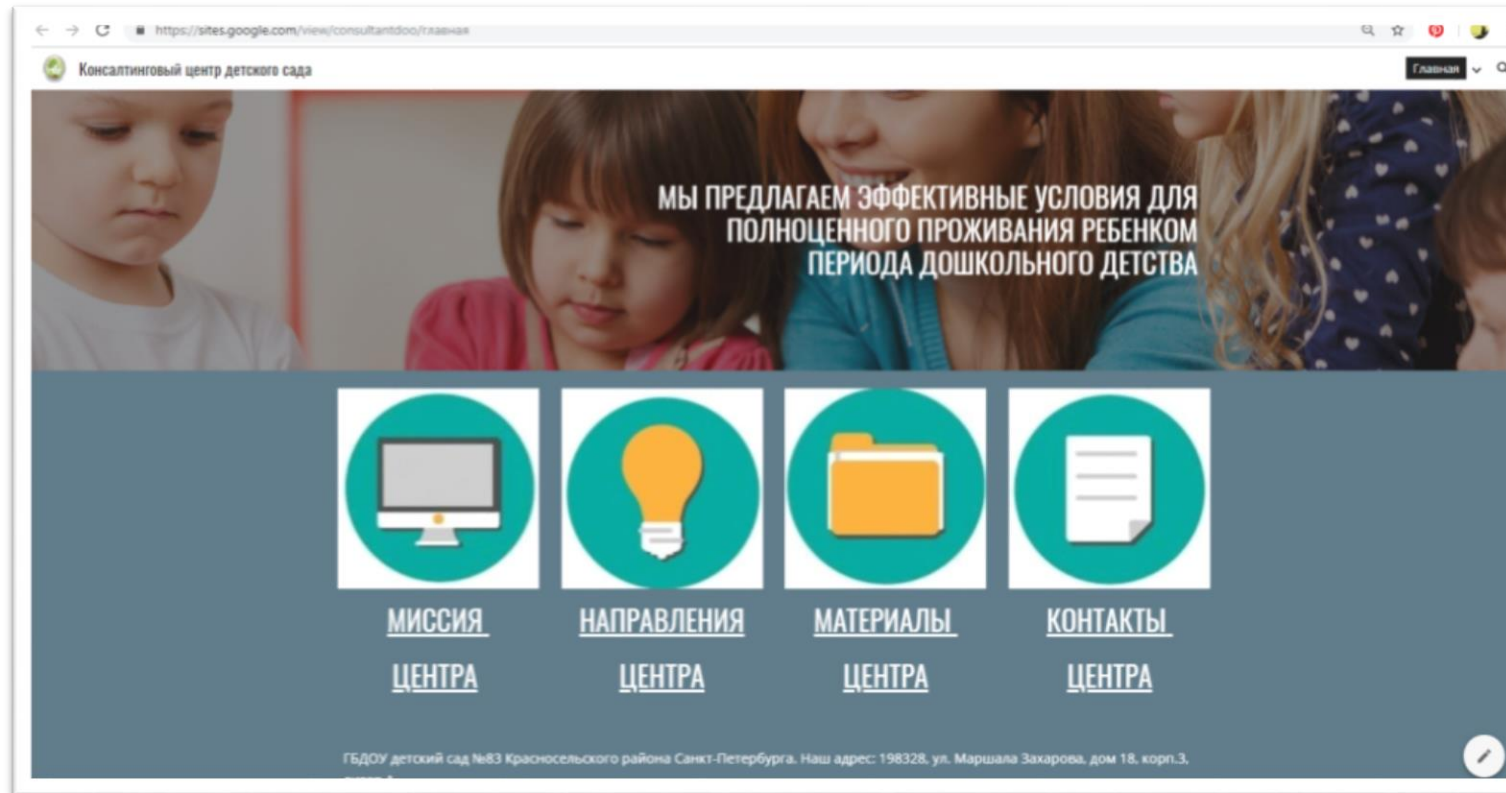 https://sites.google.com/view/consultantdoo/главная
Консалтинговый центр детского сада
Главная
МЫ ПРЕДЛАГАЕМ ЭФФЕКТИВНЫЕ УСЛОВИЯ ДЛЯ
ПОЛНОЦЕННОГО ПРОЖИВАНИЯ РЕБЕНКОМ
ПЕРИОДА ДОШКОЛЬНОГО ДЕТСТВА
МИССИЯ
ЦЕНТРА
НАПРАВЛЕНИЯ
ЦЕНТРА
МАТЕРИАЛЫ
ЦЕНТРА
КОНТАКТЫ
ЦЕНТРА
ГБДОУ детский сад №83 Красносельского района Санкт-Петербурга. Наш адрес: 198328, ул. Маршала Захарова, дом 18, корп.3,